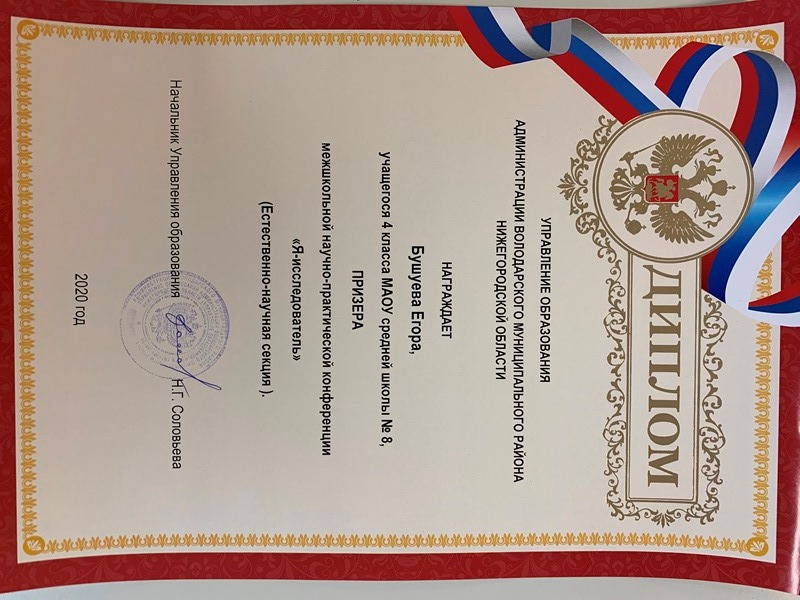 ДИПЛОМ
УПРАВЛЕНИЕ ОБРАЗОВАНИЯ
АДМИНИСТРАЦИИ ВОЛОДАРСКОГО МУНИЦИПАЛЬНОГО РАЙОНА
НИЖЕГОРОДСКОЙ ОБЛАСТИ
НАГРАЖДАЕТ
Бушуева Егора,
учащегося 4 класса МАОУ средней школы № 8,
ПРИЗЕРА
межшкольной научно-практической конференции
«Я-исследователь»
(Естественно-научная секция ).
Начальник Управления образования Н.Г. Соловьева
2020 год